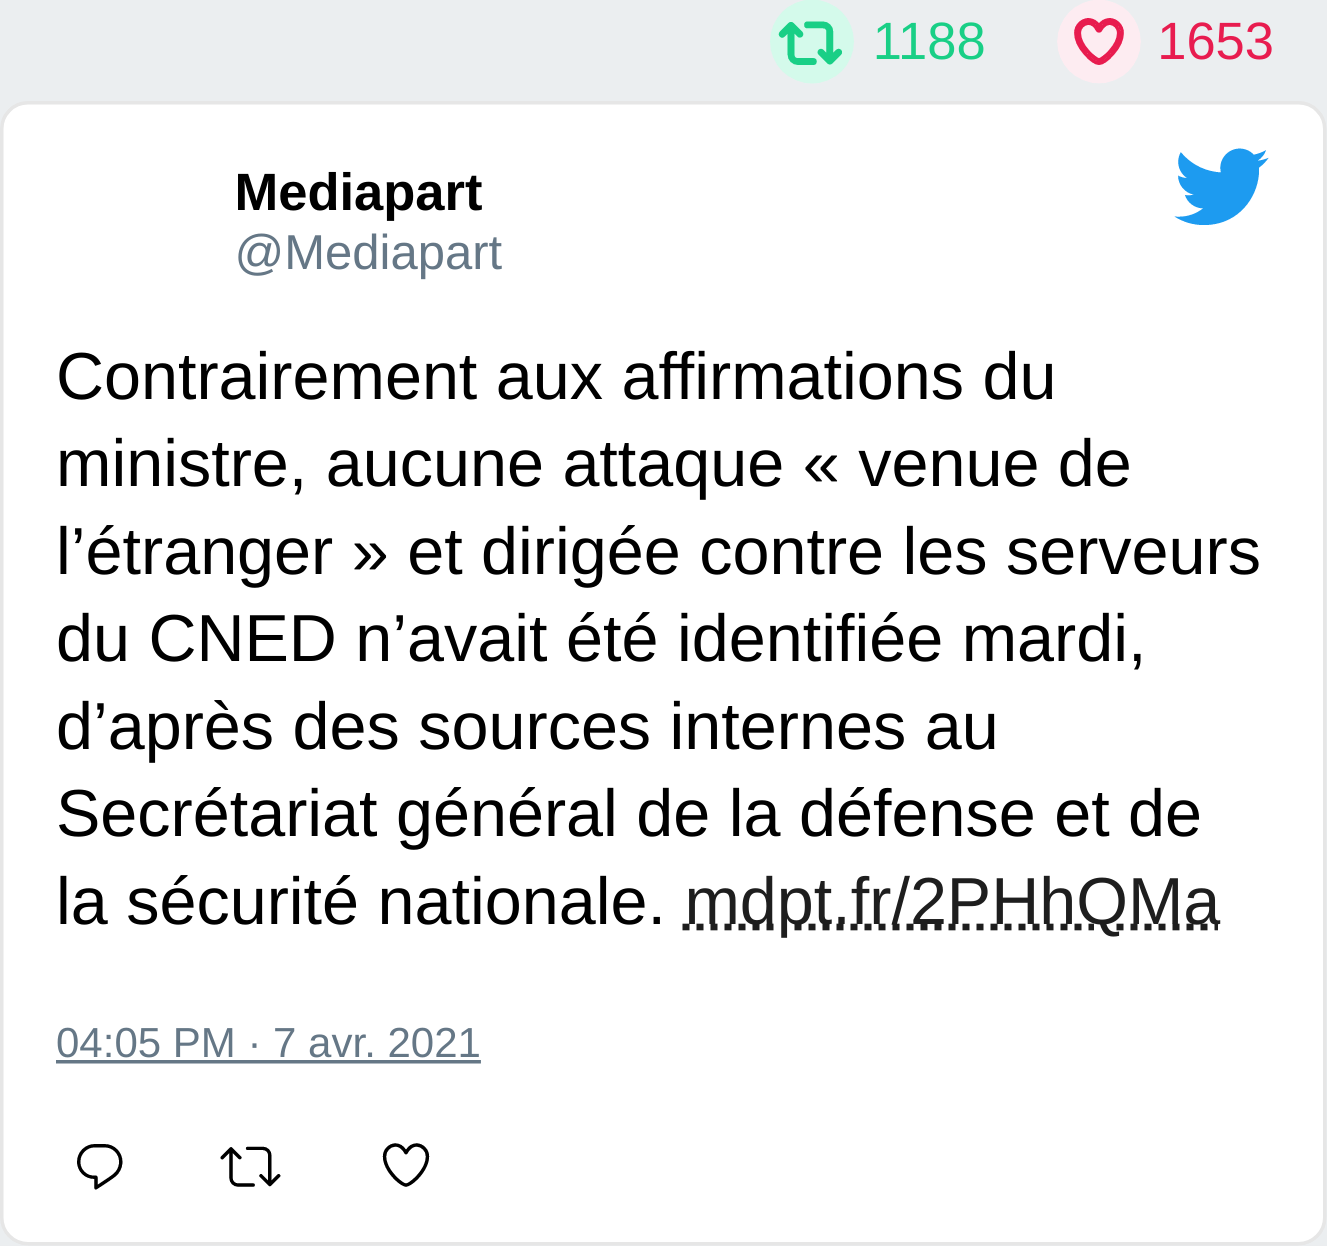 1188 1653
Mediapart
@Mediapart
Contrairement aux affirmations du
ministre, aucune attaque « venue de
l’étranger » et dirigée contre les serveurs
du CNED n’avait été identifiée mardi,
d’après des sources internes au
Secrétariat général de la défense et de
la sécurité nationale. mdpt.fr/2PHhQMa
04:05 PM · 7 avr. 2021